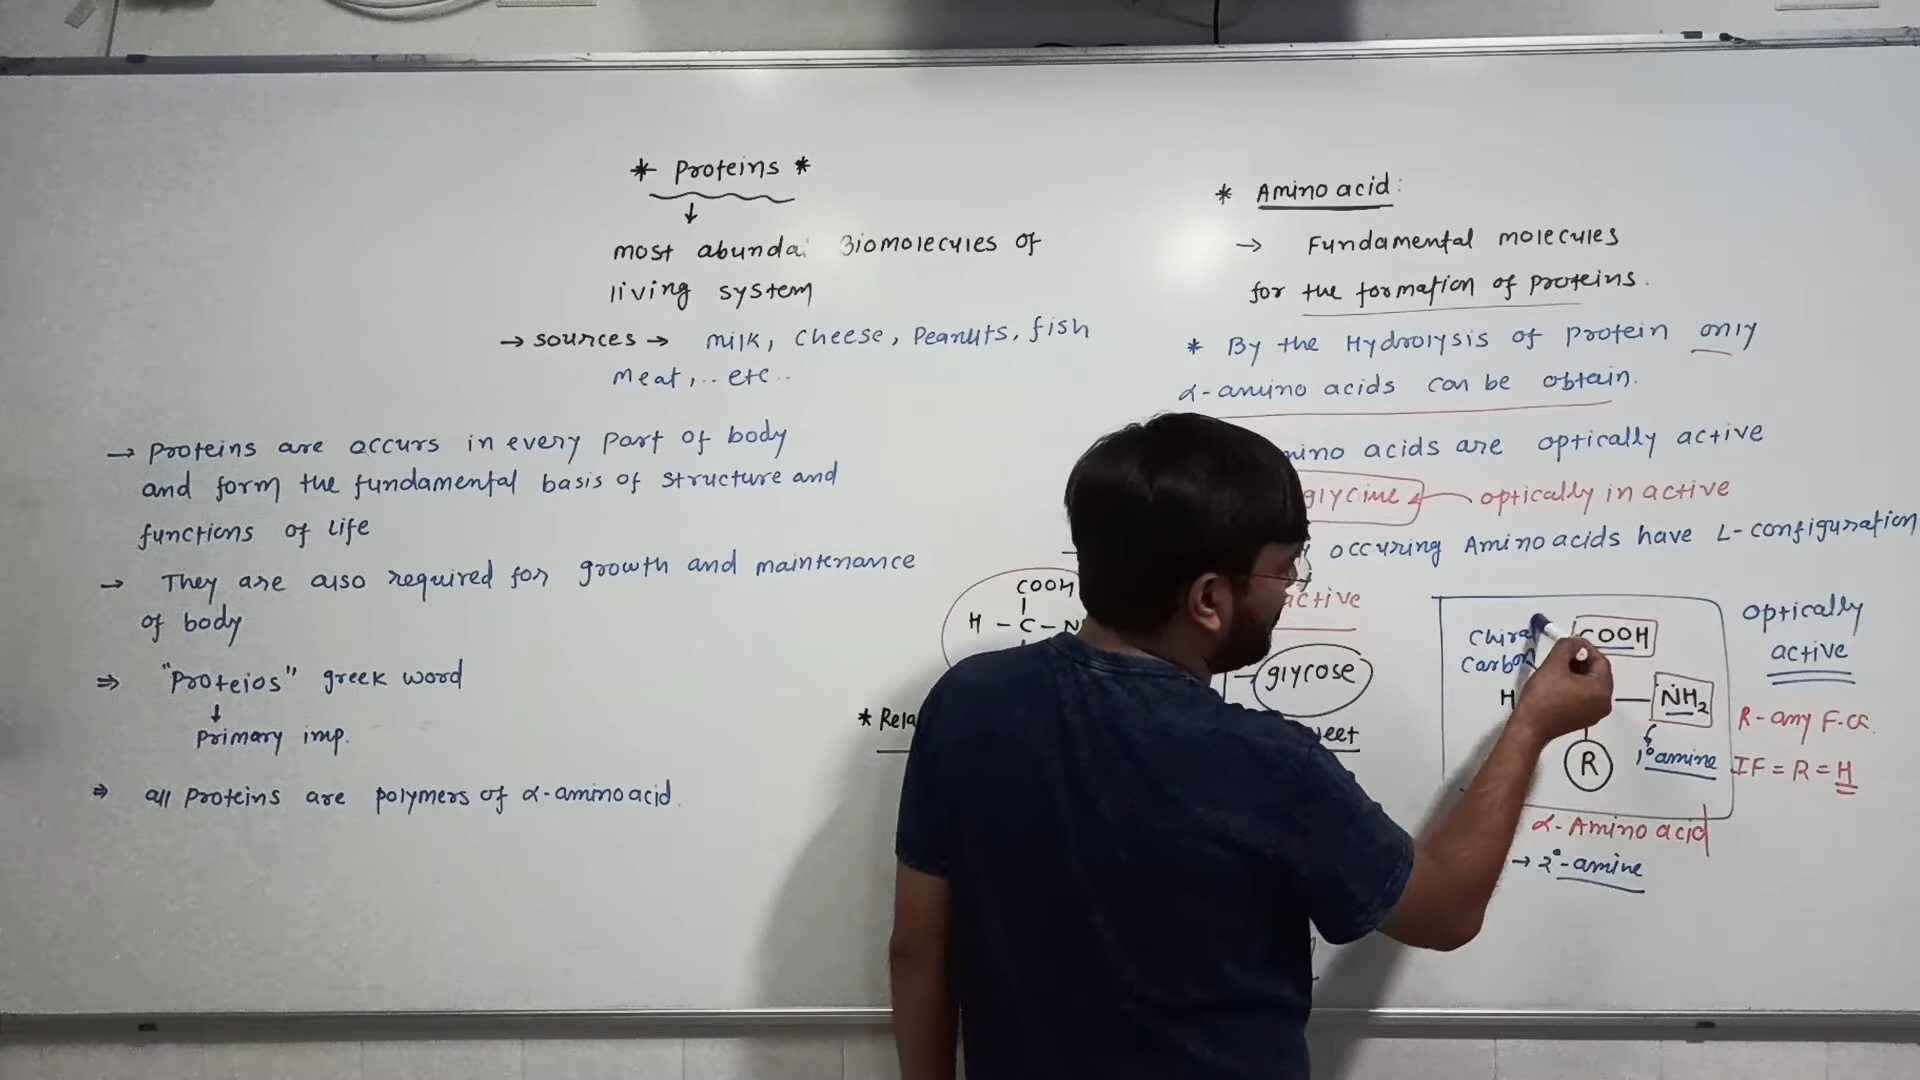 * Proteins *
↓
most abunda Biomolecules of
living system
→ sources → milk, cheese, Peanuts, fish
meat,.. etc..
→ proteins are occurs in every part of body
and form the fundamental basis of structure and
functions of life
→ They are also required for growth and maintenance
of body
⇒ "Proteios" greek word
↓
Primary imp.
⇒ all proteins are polymers of α-amino acid.
* Amino acid:
→ Fundamental molecules
for the formation of proteins.
* By the Hydrolysis of protein only
α-amino acids can be obtain.
mino acids are optically active
glycine ← optically in active
occuring Amino acids have L-configuration
active
COOH
H - C - N
glycose
* Rela
eet
Chiral
Carbon
COOH
H
NH2
R
1° amine
α-Amino acid
→ 2°-amine
optically
active
R-any F.G.
IF = R = H